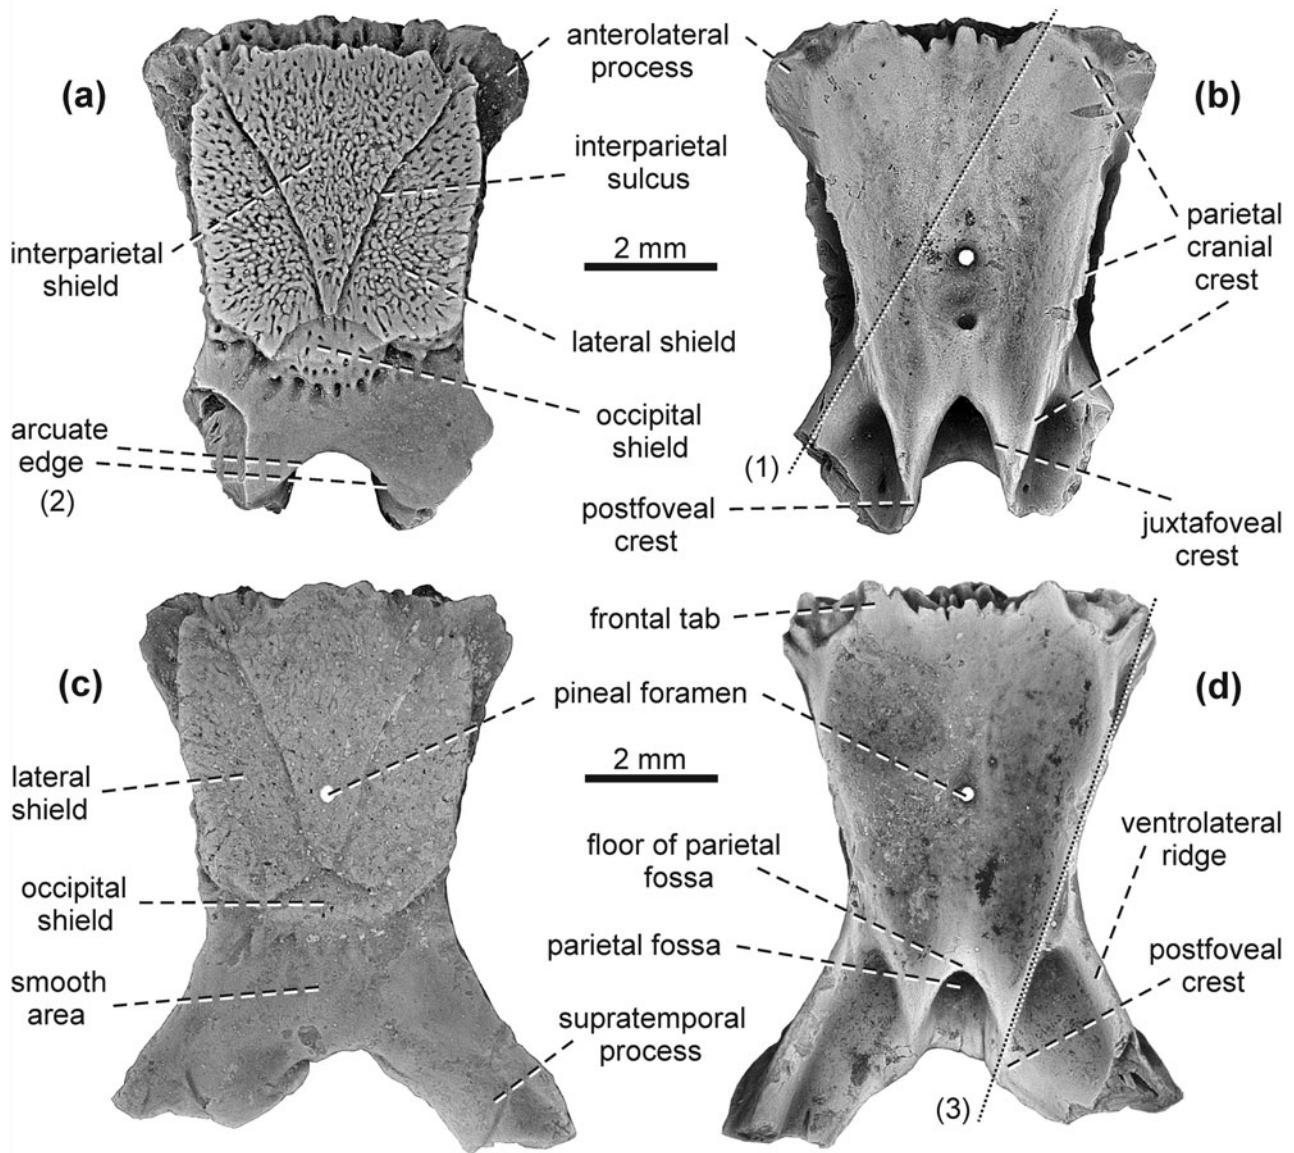 anterolateral
process
(a)
(b)
interparietal
sulcus
parietal
cranial
crest
interparietal
shield
2 mm
lateral shield
occipital
shield
arcuate
edge
(2)
(1)
postfoveal
crest
juxtafoveal
crest
frontal tab
(c)
pineal foramen
(d)
2 mm
lateral
shield
ventrolateral
ridge
floor of parietal
fossa
occipital
shield
parietal fossa
postfoveal
crest
smooth
area
supratemporal
process
(3)